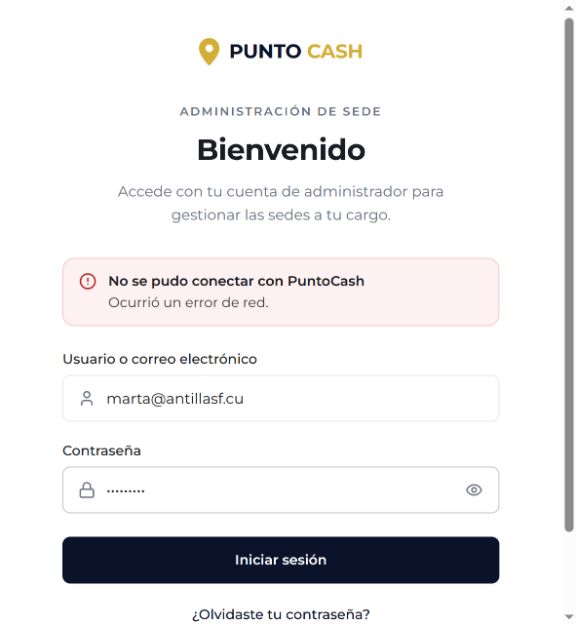 PUNTO CASH
ADMINISTRACIÓN DE SEDE
Bienvenido
Accede con tu cuenta de administrador para
gestionar las sedes a tu cargo.
No se pudo conectar con PuntoCash
Ocurrió un error de red.
Usuario o correo electrónico
marta@antillasf.cu
Contraseña
•••••••••
Iniciar sesión
¿Olvidaste tu contraseña?